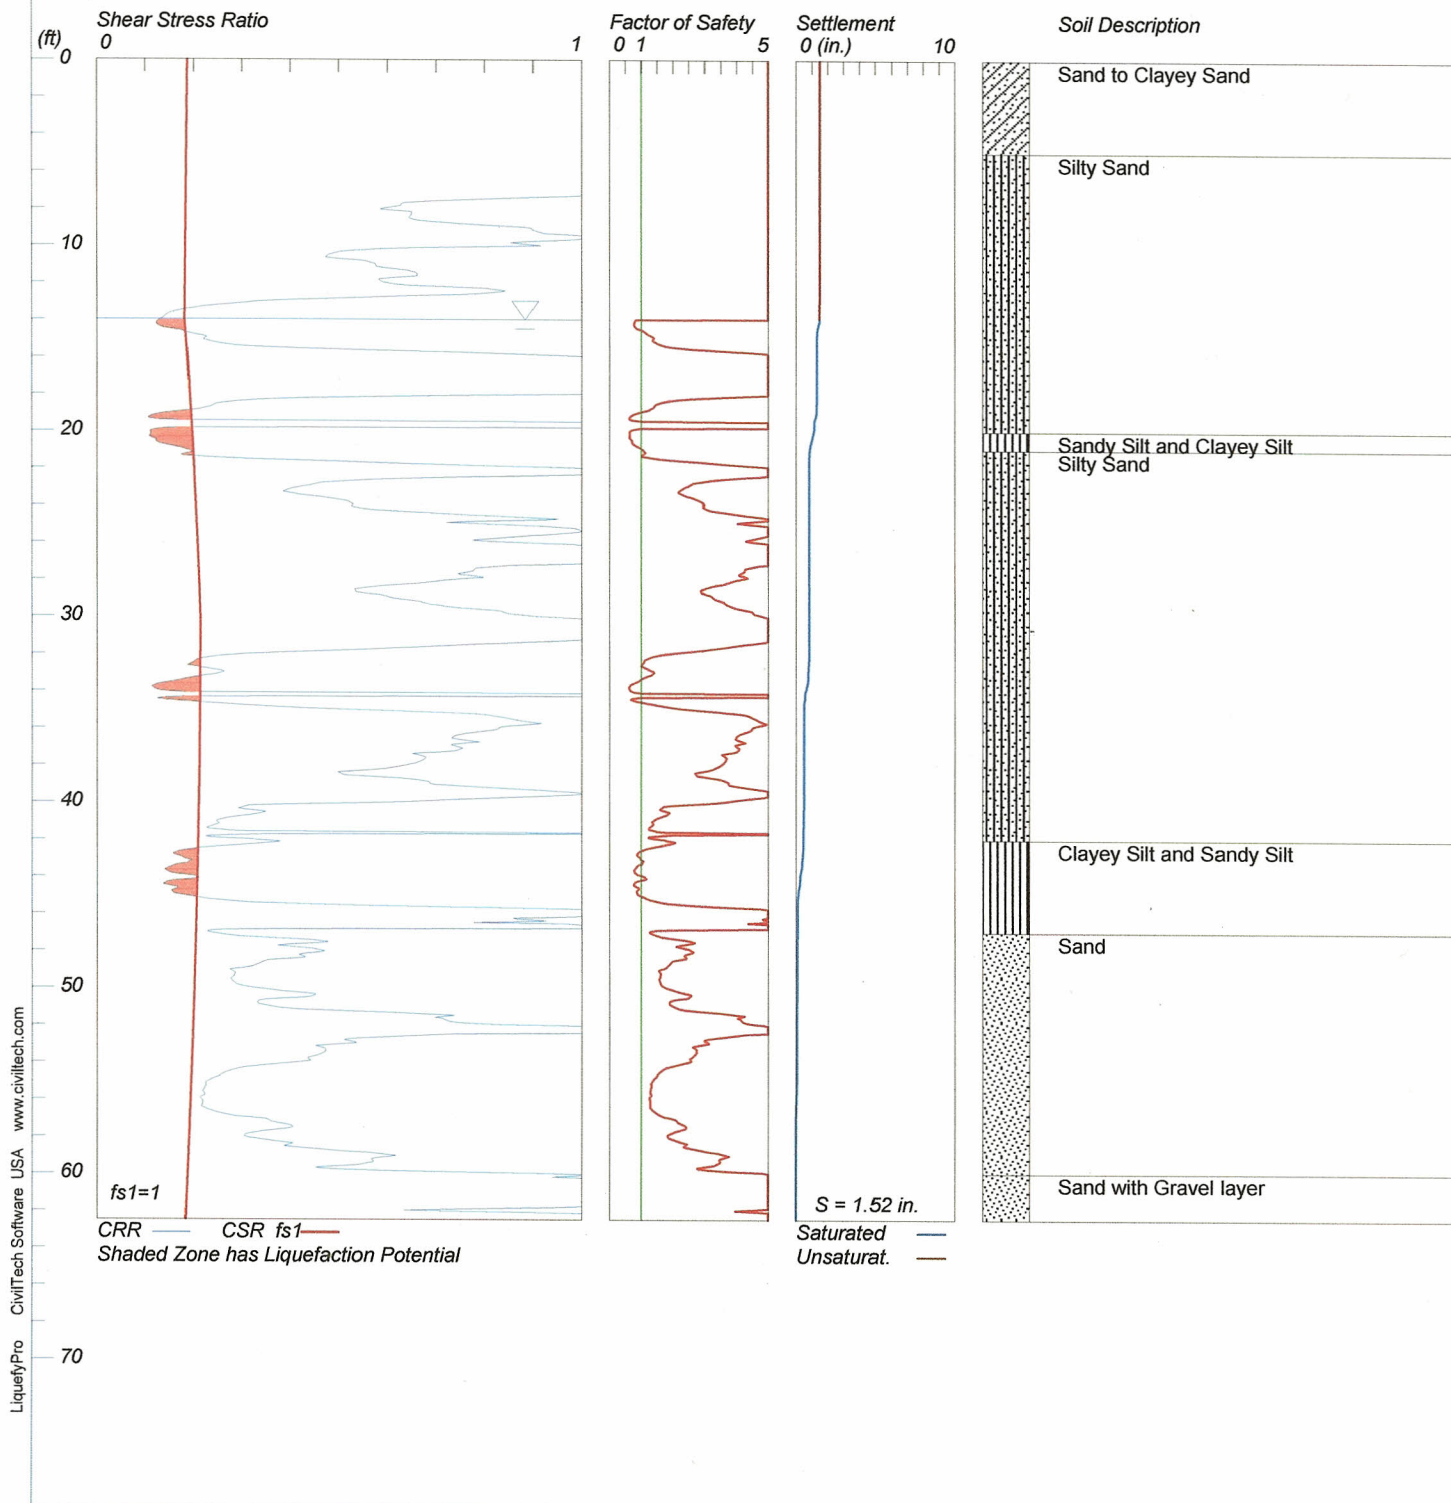 Shear Stress Ratio
Factor of Safety
Settlement
Soil Description
(ft)
0
1
0 1
5
0 (in.)
10
0
Sand to Clayey Sand
Silty Sand
10
20
Sandy Silt and Clayey Silt
Silty Sand
30
40
Clayey Silt and Sandy Silt
Sand
50
60
Sand with Gravel layer
fs1=1
S = 1.52 in.
CRR
CSR fs1
Shaded Zone has Liquefaction Potential
Saturated
Unsaturat.
70
LiquefyPro CivilTech Software USA www.civiltech.com